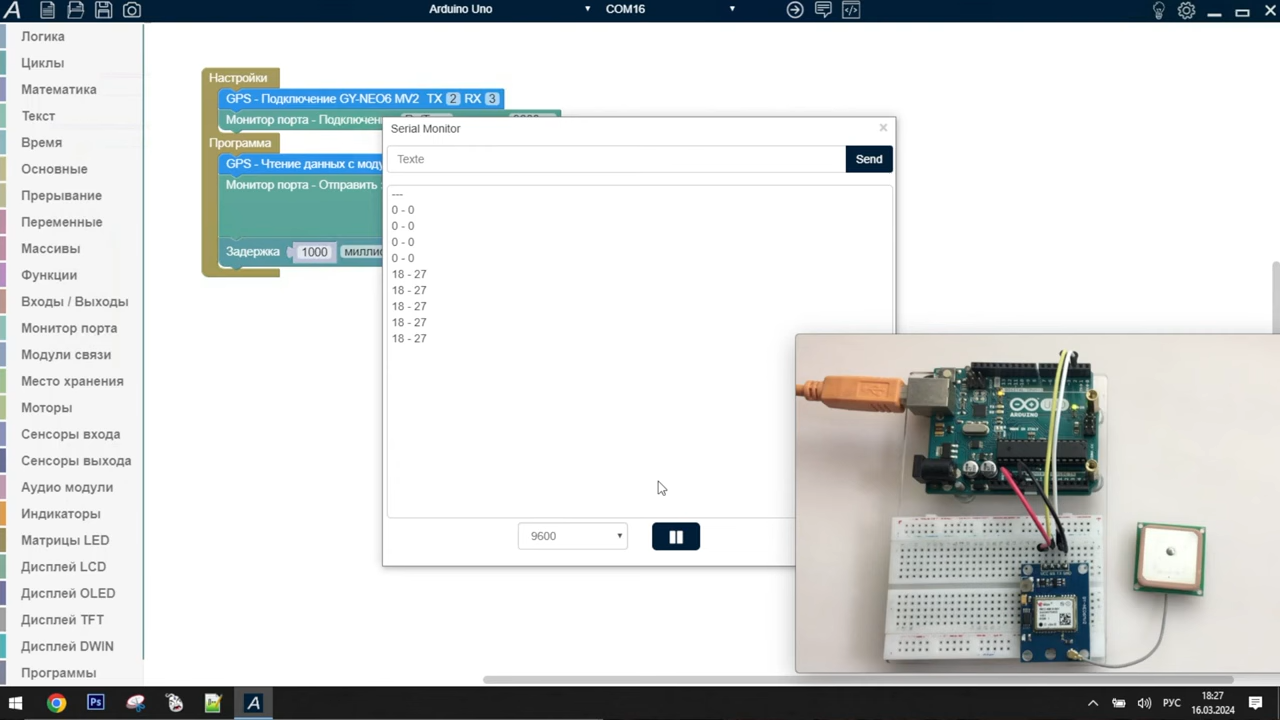 Arduino Uno
COM16
Логика
Циклы
Математика
Текст
Время
Основные
Прерывание
Переменные
Массивы
Функции
Входы / Выходы
Монитор порта
Модули связи
Место хранения
Моторы
Сенсоры входа
Сенсоры выхода
Аудио модули
Индикаторы
Матрицы LED
Дисплей LCD
Дисплей OLED
Дисплей TFT
Дисплей DWIN
Программы
Настройки
GPS - Подключение GY-NEO6 MV2 TX 2 RX 3
Монитор порта - Подключен
Программа
GPS - Чтение данных с моду
Монитор порта - Отправить
Задержка 1000 миллис
Serial Monitor
Texte
Send
---
0 - 0
0 - 0
0 - 0
0 - 0
18 - 27
18 - 27
18 - 27
18 - 27
18 - 27
9600
РУС
18:27
16.03.2024